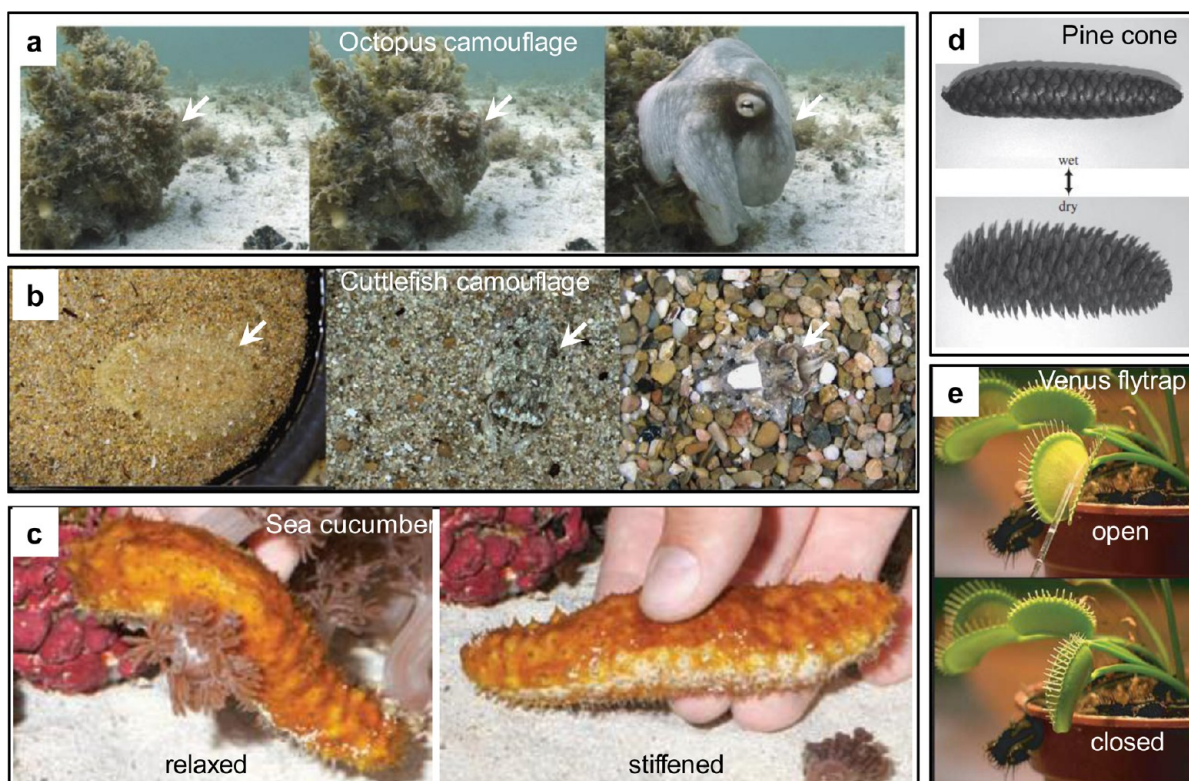 a
Octopus camouflage
b
Cuttlefish camouflage
c
Sea cucumber
relaxed
stiffened
d
Pine cone
wet
dry
e
Venus flytrap
open
closed